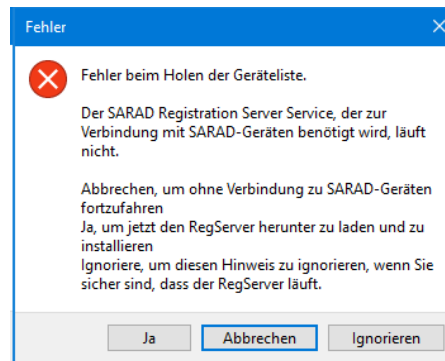 Fehler
Fehler beim Holen der Geräteliste.
Der SARAD Registration Server Service, der zur
Verbindung mit SARAD-Geräten benötigt wird, läuft
nicht.
Abbrechen, um ohne Verbindung zu SARAD-Geräten
fortzufahren
Ja, um jetzt den RegServer herunter zu laden und zu
installieren
Ignoriere, um diesen Hinweis zu ignorieren, wenn Sie
sicher sind, dass der RegServer läuft.
Ja Abbrechen Ignorieren